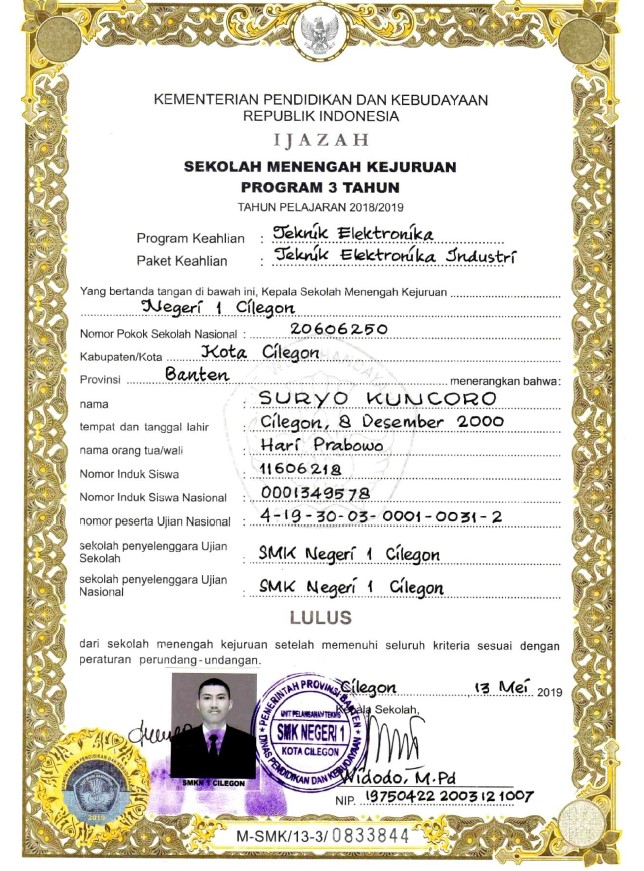 KEMENTERIAN PENDIDIKAN DAN KEBUDAYAAN
REPUBLIK INDONESIA
IJAZAH
SEKOLAH MENENGAH KEJURUAN
PROGRAM 3 TAHUN
TAHUN PELAJARAN 2018/2019
Program Keahlian : Teknik Elektronika
Paket Keahlian : Teknik Elektronika Industri
Yang bertanda tangan di bawah ini, Kepala Sekolah Menengah Kejuruan
Negeri 1 Cilegon
Nomor Pokok Sekolah Nasional : 20606250
Kabupaten/Kota Kota Cilegon
Provinsi Banten menerangkan bahwa:
nama : SURYO KUNCORO
tempat dan tanggal lahir : Cilegon, 8 Desember 2000
nama orang tua/wali : Hari Prabowo
Nomor Induk Siswa : 11606218
Nomor Induk Siswa Nasional : 0001349578
nomor peserta Ujian Nasional : 4-19-30-03-0001-0031-2
sekolah penyelenggara Ujian
Sekolah : SMK Negeri 1 Cilegon
sekolah penyelenggara Ujian
Nasional : SMK Negeri 1 Cilegon
LULUS
dari sekolah menengah kejuruan setelah memenuhi seluruh kriteria sesuai dengan
peraturan perundang-undangan.
Cilegon, 13 Mei 2019
Kepala Sekolah,
PEMERINTAH PROVINSI BANTEN
UNIT PELAKSANAAN TEKNIS
SMK NEGERI 1
KOTA CILEGON
DINAS PENDIDIKAN DAN KEBUDAYAAN
SMKN 1 CILEGON
Widodo, M.Pd
NIP. 19750422 200312 1007
2019
M-SMK/13-3/0833844